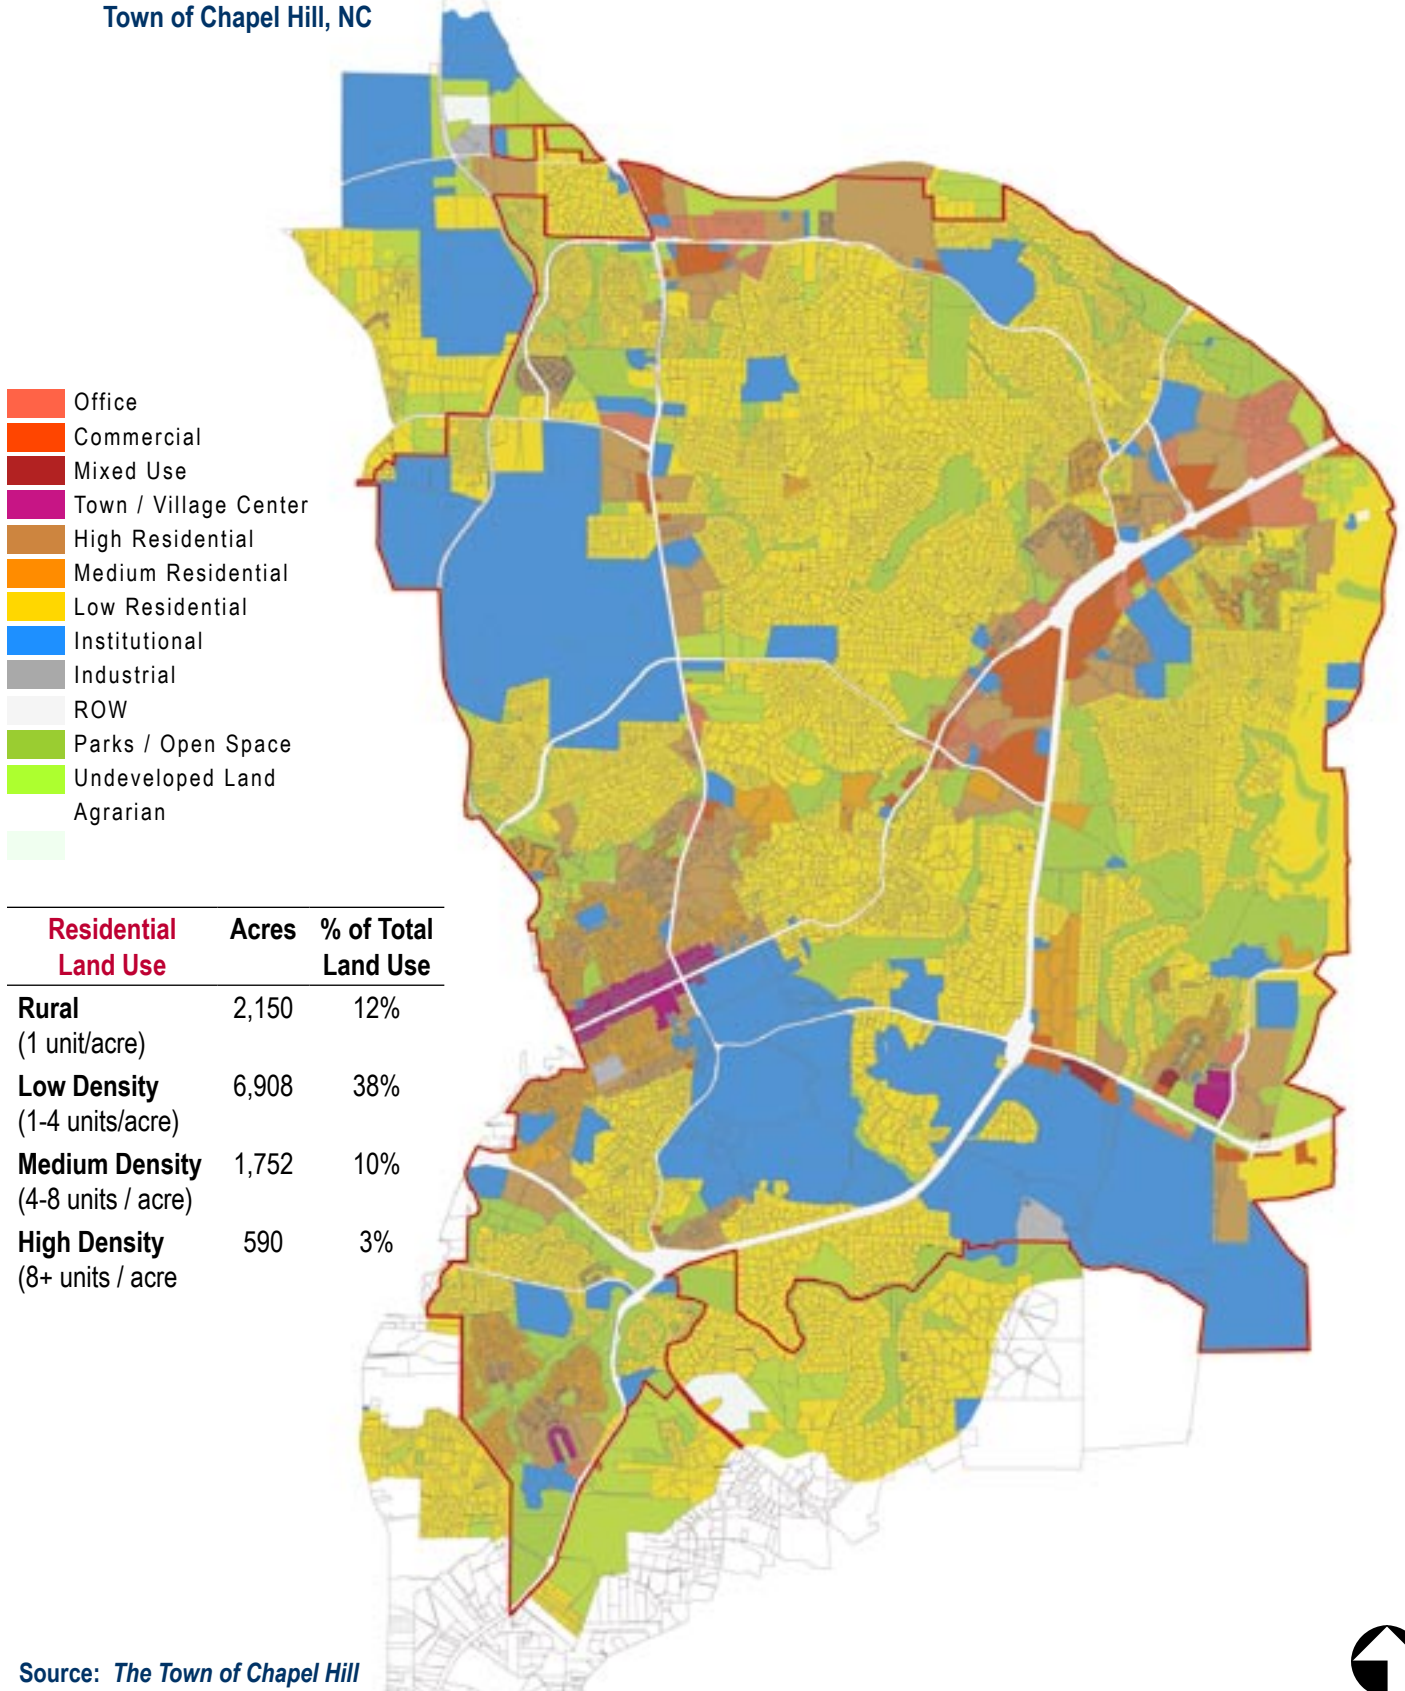 Town of Chapel Hill, NC
Office
Commercial
Mixed Use
Town / Village Center
High Residential
Medium Residential
Low Residential
Institutional
Industrial
ROW
Parks / Open Space
Undeveloped Land
Agrarian
Residential Acres % of Total
Land Use Land Use
Rural 2,150 12%
(1 unit/acre)
Low Density 6,908 38%
(1-4 units/acre)
Medium Density 1,752 10%
(4-8 units / acre)
High Density 590 3%
(8+ units / acre
Source: The Town of Chapel Hill